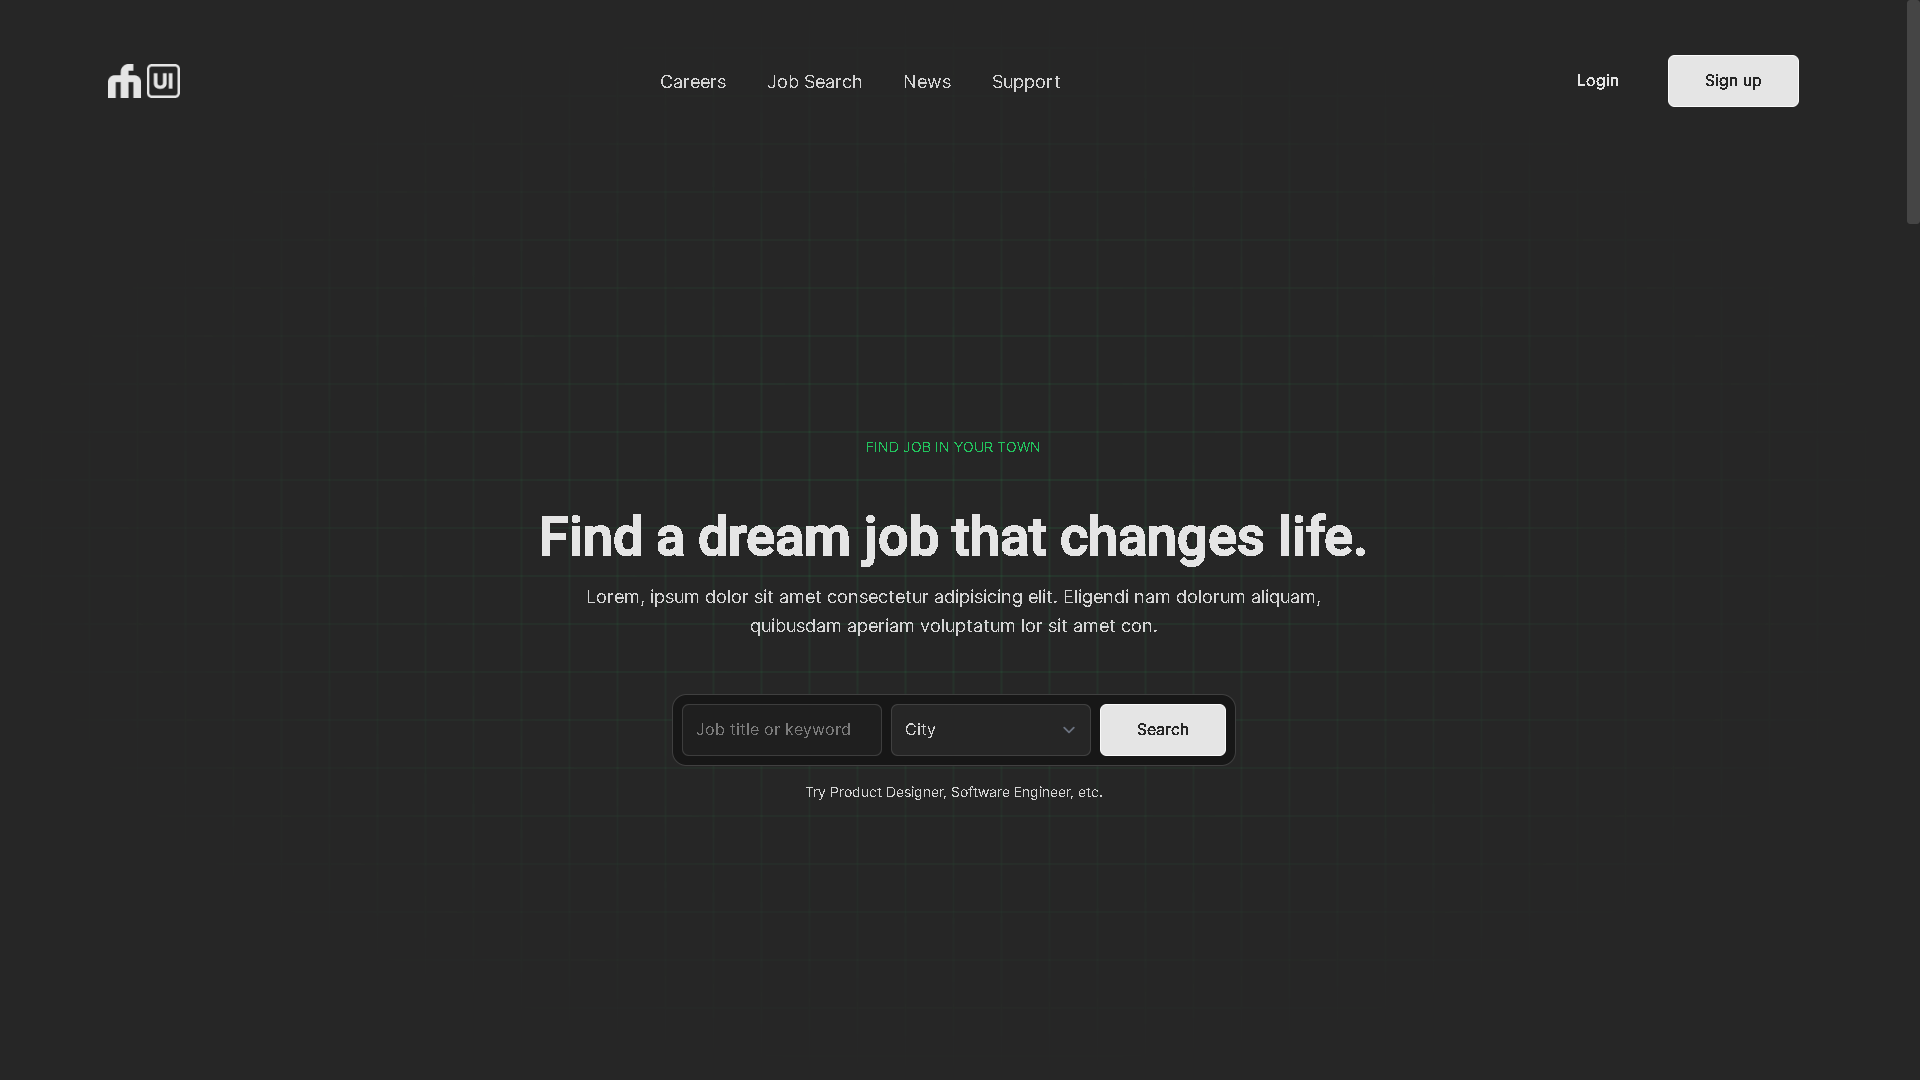 UI
Careers Job Search News Support
Login Sign up
FIND JOB IN YOUR TOWN
Find a dream job that changes life.
Lorem, ipsum dolor sit amet consectetur adipisicing elit. Eligendi nam dolorum aliquam,
quibusdam aperiam voluptatum lor sit amet con.
Job title or keyword City Search
Try Product Designer, Software Engineer, etc.